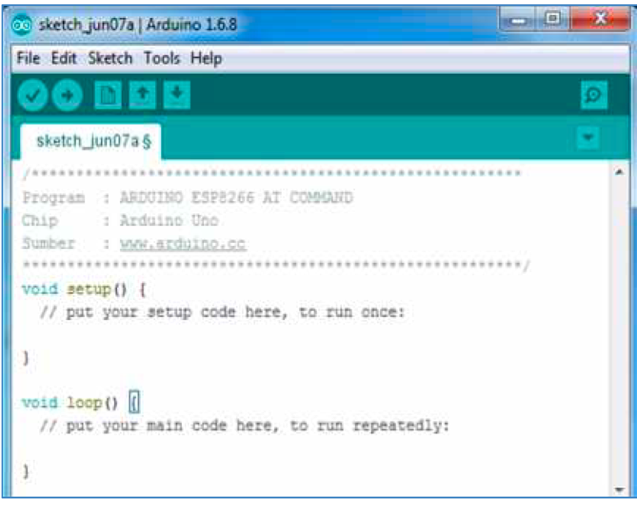 sketch_jun07a | Arduino 1.6.8
File Edit Sketch Tools Help
sketch_jun07a §
/*******************************************************
Program : ARDUINO ESP8266 AT COMMAND
Chip : Arduino Uno
Sumber : www.arduino.cc
********************************************************/
void setup() {
// put your setup code here, to run once:
}
void loop() {
// put your main code here, to run repeatedly:
}